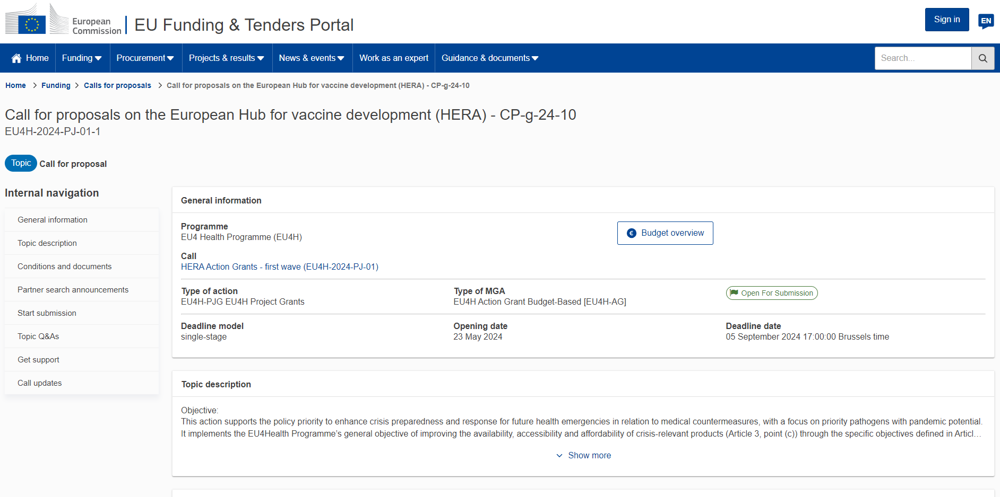 European
Commission
EU Funding & Tenders Portal
Sign in
EN
Home
Funding
Procurement
Projects & results
News & events
Work as an expert
Guidance & documents
Search...
Home > Funding > Calls for proposals > Call for proposals on the European Hub for vaccine development (HERA) - CP-g-24-10
Call for proposals on the European Hub for vaccine development (HERA) - CP-g-24-10
EU4H-2024-PJ-01-1
Topic Call for proposal
Internal navigation
General information
Topic description
Conditions and documents
Partner search announcements
Start submission
Topic Q&As
Get support
Call updates
General information
Programme
EU4 Health Programme (EU4H)
Budget overview
Call
HERA Action Grants - first wave (EU4H-2024-PJ-01)
Type of action
EU4H-PJG EU4H Project Grants
Type of MGA
EU4H Action Grant Budget-Based [EU4H-AG]
Open For Submission
Deadline model
single-stage
Opening date
23 May 2024
Deadline date
05 September 2024 17:00:00 Brussels time
Topic description
Objective:
This action supports the policy priority to enhance crisis preparedness and response for future health emergencies in relation to medical countermeasures, with a focus on priority pathogens with pandemic potential.
It implements the EU4Health Programme’s general objective of improving the availability, accessibility and affordability of crisis-relevant products (Article 3, point (c)) through the specific objectives defined in Articl…
Show more